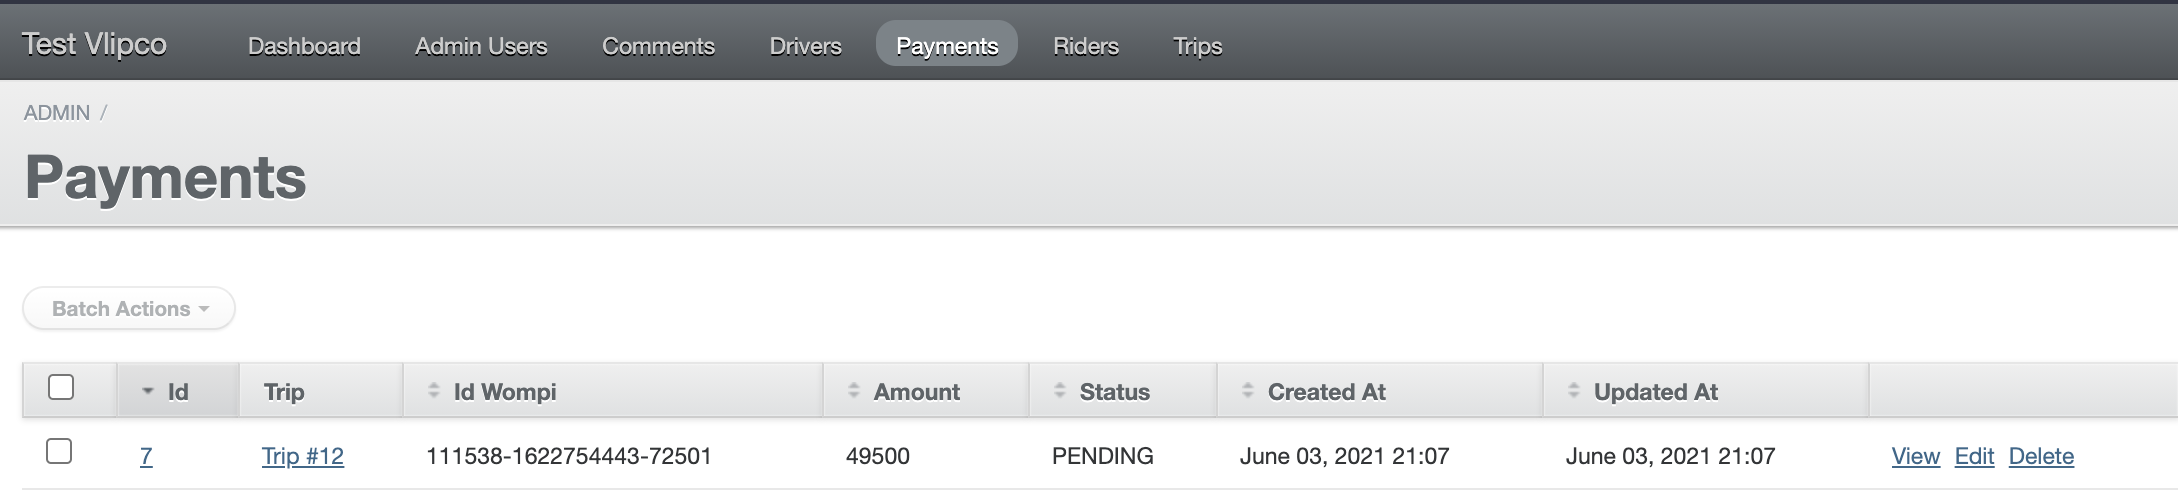 Test Vlipco Dashboard Admin Users Comments Drivers Payments Riders Trips
ADMIN /
Payments
Batch Actions
Id Trip Id Wompi Amount Status Created At Updated At
7 Trip #12 111538-1622754443-72501 49500 PENDING June 03, 2021 21:07 June 03, 2021 21:07 View Edit Delete